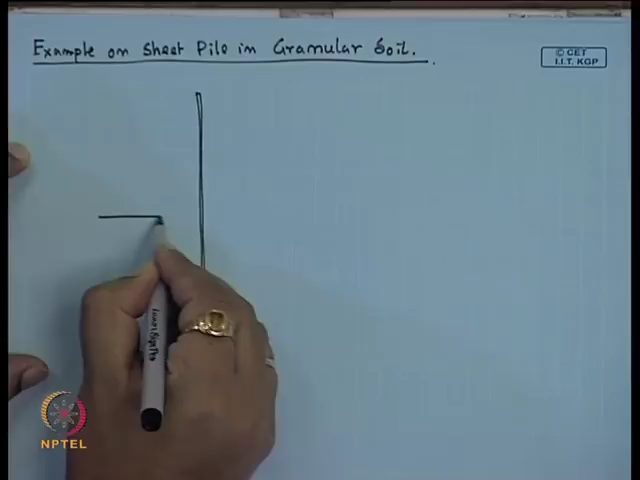 Example on Sheet Pile in Granular Soil.
© CET
I.I.T. KGP
NPTEL